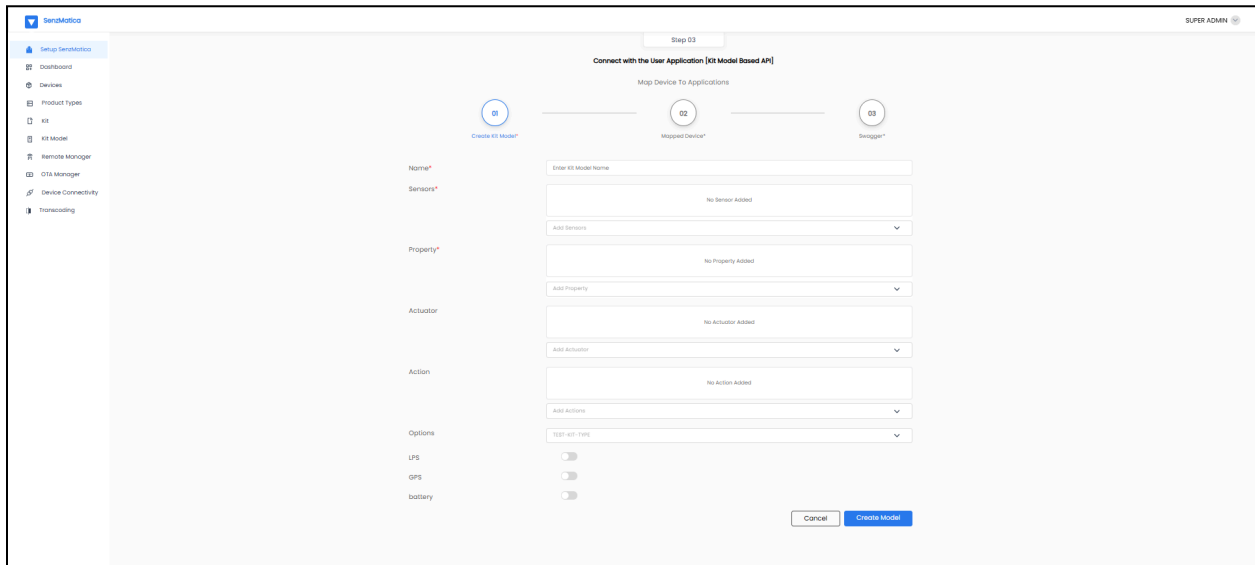 SenzMatica
SUPER ADMIN
Setup SenzMatica
Dashboard
Devices
Product Types
Kit
Kit Model
Remote Manager
OTA Manager
Device Connectivity
Transcoding
Step 03
Connect with the User Application [Kit Model Based API]
Map Device To Applications
01
02
03
Create Kit Model*
Mapped Device*
Swagger*
Name*
Enter Kit Model Name
Sensors*
No Sensor Added
Add Sensors
Property*
No Property Added
Add Property
Actuator
No Actuator Added
Add Actuator
Action
No Action Added
Add Actions
Options
TEST-KIT-TYPE
LPS
GPS
battery
Cancel
Create Model